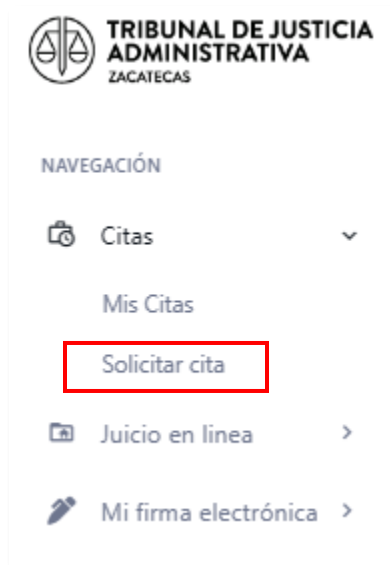 TRIBUNAL DE JUSTICIA
ADMINISTRATIVA
ZACATECAS
NAVEGACIÓN
Citas
Mis Citas
Solicitar cita
Juicio en linea
Mi firma electrónica